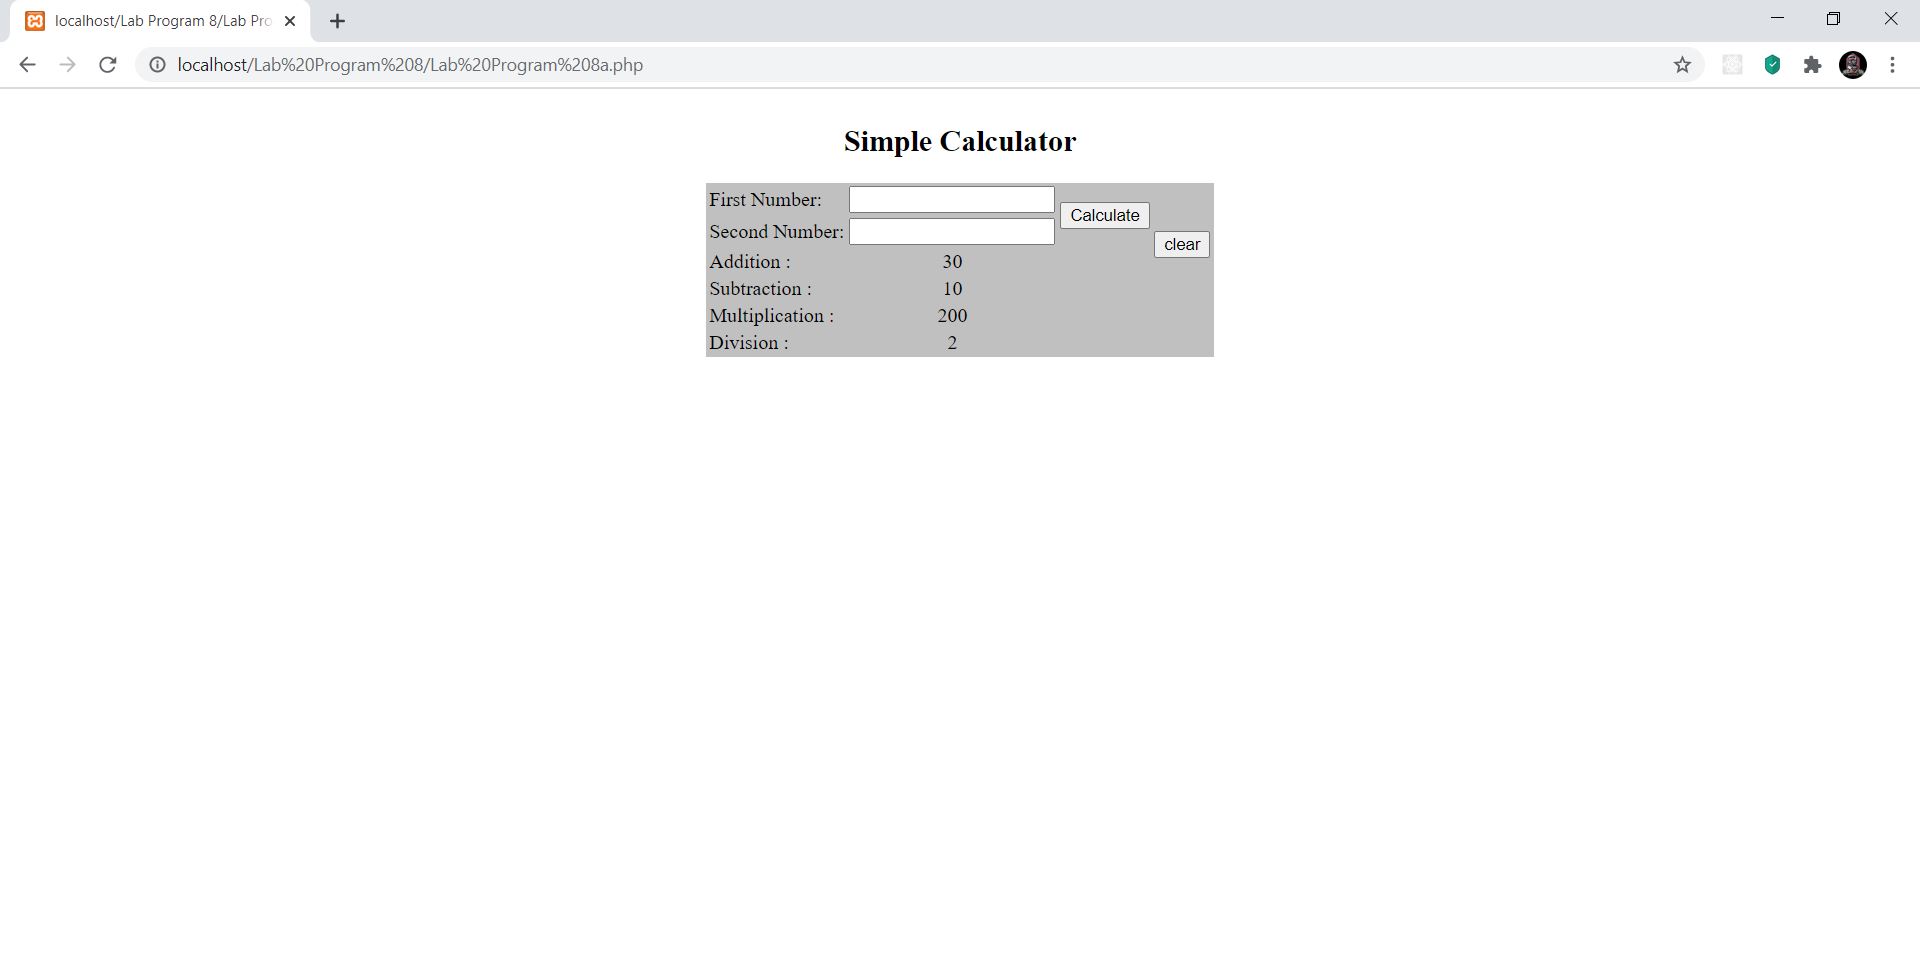 localhost/Lab Program 8/Lab Pro
localhost/Lab%20Program%208/Lab%20Program%208a.php
Simple Calculator
First Number:
Calculate
Second Number:
clear
Addition : 30
Subtraction : 10
Multiplication : 200
Division : 2